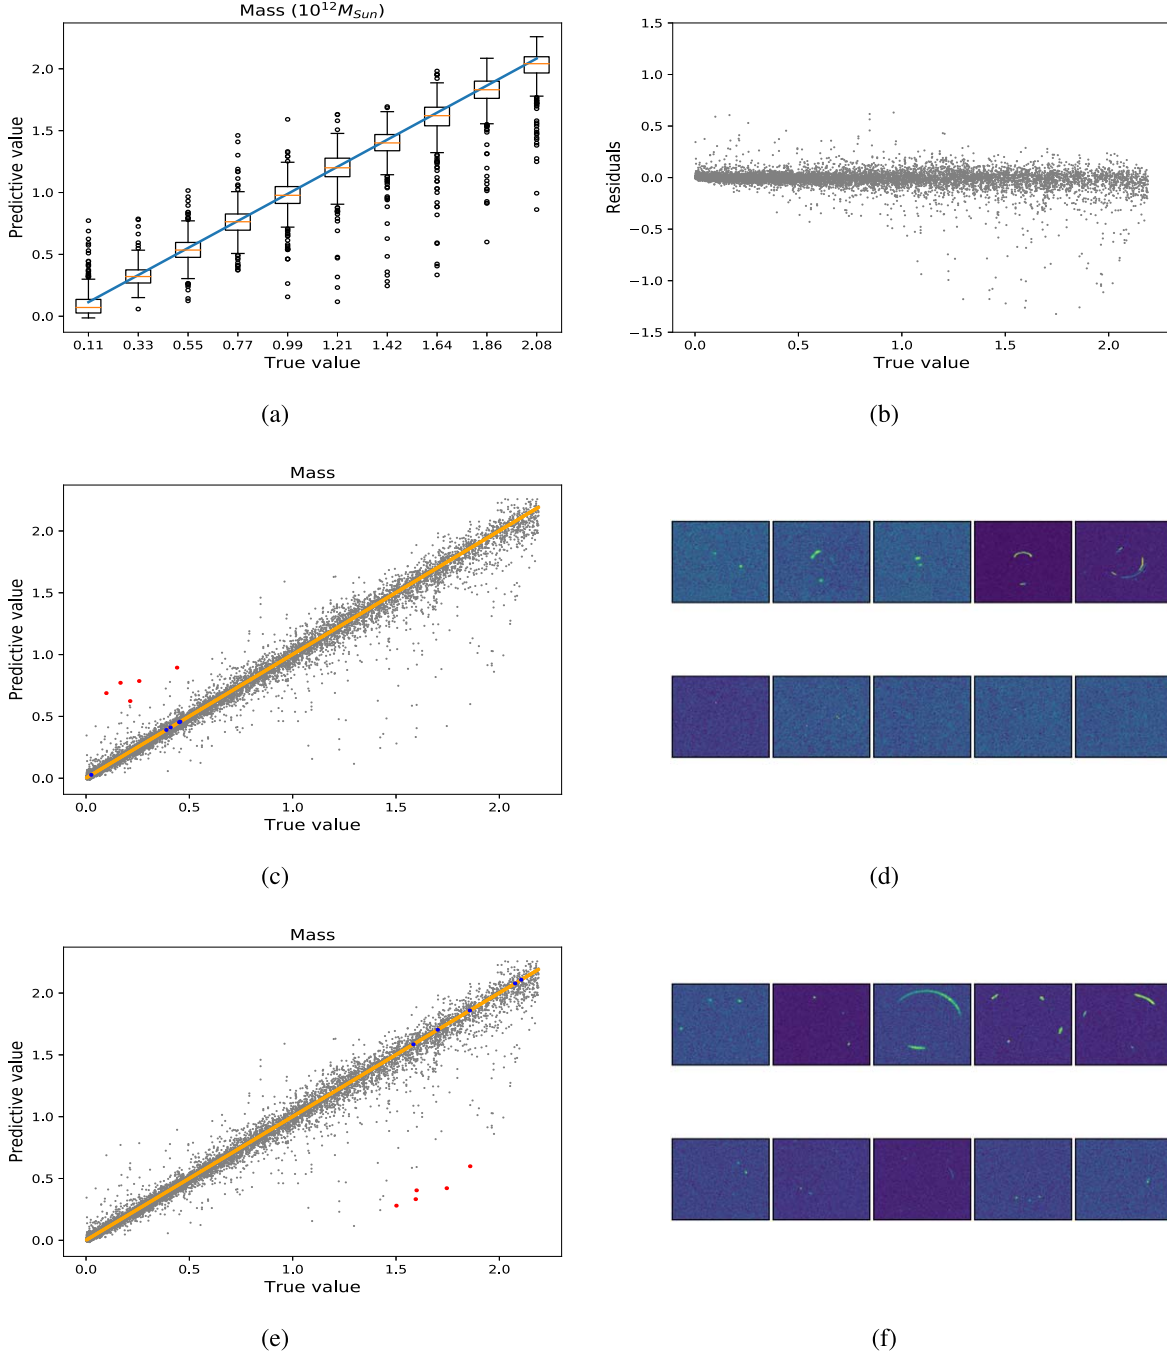 Mass (10¹²M_Sun)
Predictive value
2.0
1.5
1.0
0.5
0.0
0.11 0.33 0.55 0.77 0.99 1.21 1.42 1.64 1.86 2.08
True value
(a)
Residuals
1.5
1.0
0.5
0.0
−0.5
−1.0
−1.5
0.0 0.5 1.0 1.5 2.0
True value
(b)
Mass
Predictive value
2.0
1.5
1.0
0.5
0.0
0.0 0.5 1.0 1.5 2.0
True value
(c)
(d)
Mass
Predictive value
2.0
1.5
1.0
0.5
0.0
0.0 0.5 1.0 1.5 2.0
True value
(e)
(f)